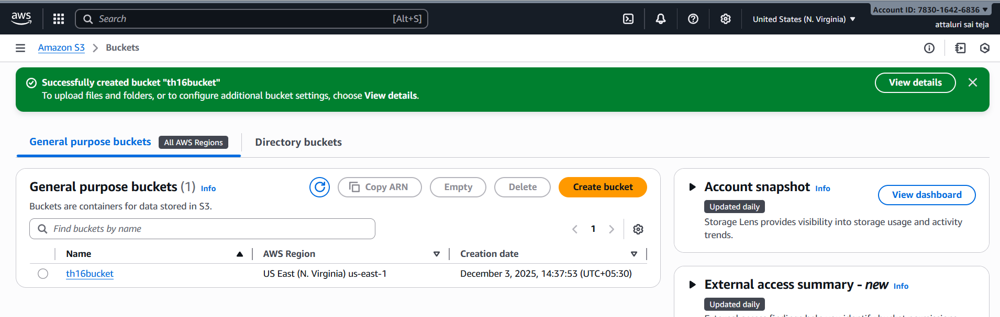 aws
Search [Alt+S]
United States (N. Virginia) ▼
Account ID: 7830-1642-6836 ▼
attaluri sai teja
Amazon S3 > Buckets
Successfully created bucket "th16bucket"
To upload files and folders, or to configure additional bucket settings, choose View details.
View details
General purpose buckets All AWS Regions
Directory buckets
General purpose buckets (1) Info
Copy ARN
Empty
Delete
Create bucket
Buckets are containers for data stored in S3.
Find buckets by name
1
Name AWS Region Creation date
th16bucket US East (N. Virginia) us-east-1 December 3, 2025, 14:37:53 (UTC+05:30)
Account snapshot Info
View dashboard
Updated daily
Storage Lens provides visibility into storage usage and activity
trends.
External access summary - new Info
Updated daily